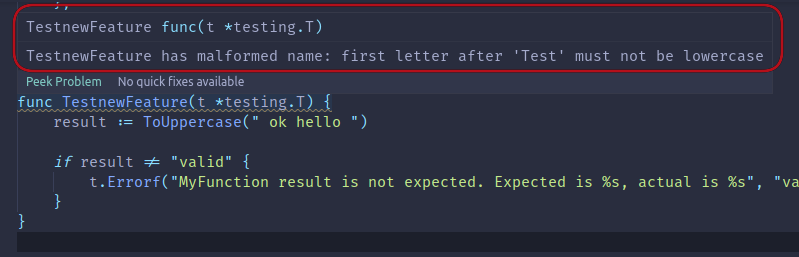 },
TestnewFeature func(t *testing.T)
TestnewFeature has malformed name: first letter after 'Test' must not be lowercase
Peek Problem No quick fixes available
func TestnewFeature(t *testing.T) {
result := ToUppercase(" ok hello ")
if result != "valid" {
t.Errorf("MyFunction result is not expected. Expected is %s, actual is %s", "va
}
}